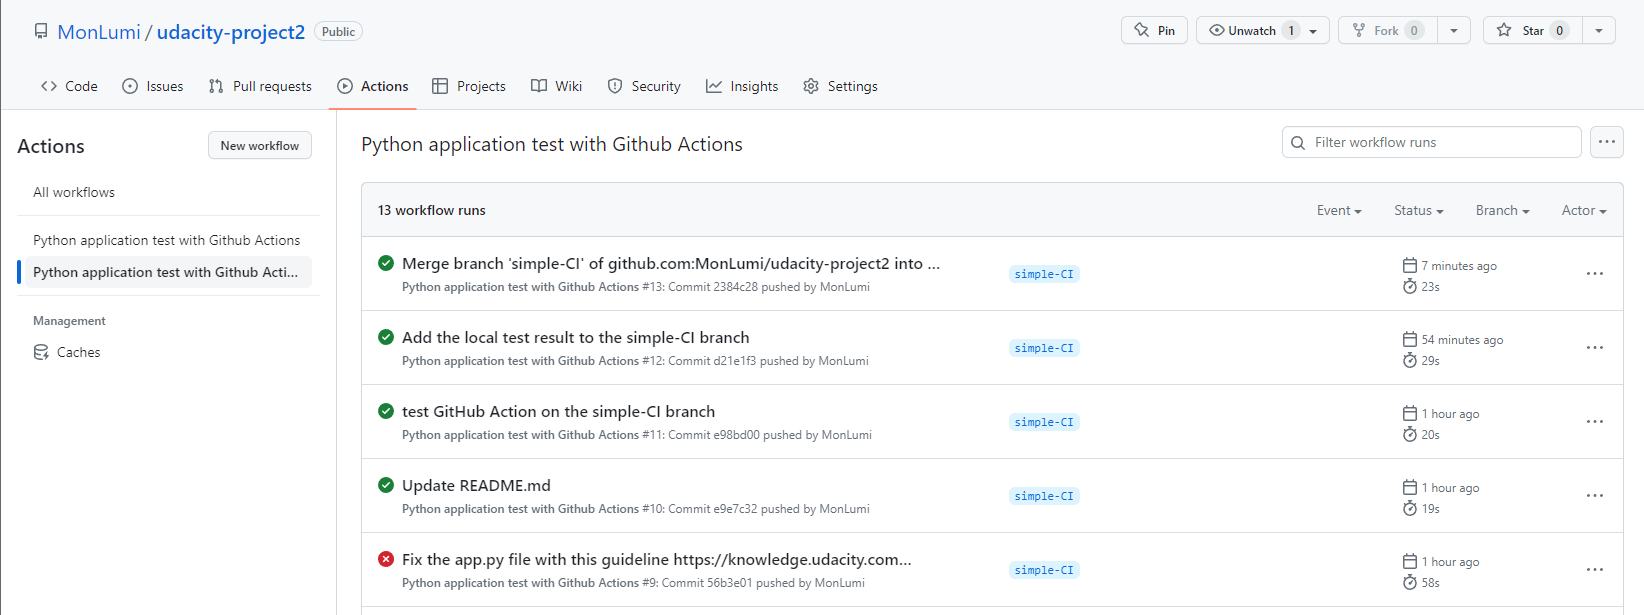 MonLumi / udacity-project2 Public
Pin Unwatch 1 Fork 0 Star 0
Code Issues Pull requests Actions Projects Wiki Security Insights Settings
Actions
New workflow
All workflows
Python application test with Github Actions
Python application test with Github Acti...
Management
Caches
Python application test with Github Actions
Filter workflow runs
13 workflow runs
Event Status Branch Actor
Merge branch 'simple-CI' of github.com:MonLumi/udacity-project2 into ...
Python application test with Github Actions #13: Commit 2384c28 pushed by MonLumi
simple-CI
7 minutes ago
23s
Add the local test result to the simple-CI branch
Python application test with Github Actions #12: Commit d21e1f3 pushed by MonLumi
simple-CI
54 minutes ago
29s
test GitHub Action on the simple-CI branch
Python application test with Github Actions #11: Commit e98bd00 pushed by MonLumi
simple-CI
1 hour ago
20s
Update README.md
Python application test with Github Actions #10: Commit e9e7c32 pushed by MonLumi
simple-CI
1 hour ago
19s
Fix the app.py file with this guideline https://knowledge.udacity.com...
Python application test with Github Actions #9: Commit 56b3e01 pushed by MonLumi
simple-CI
1 hour ago
58s